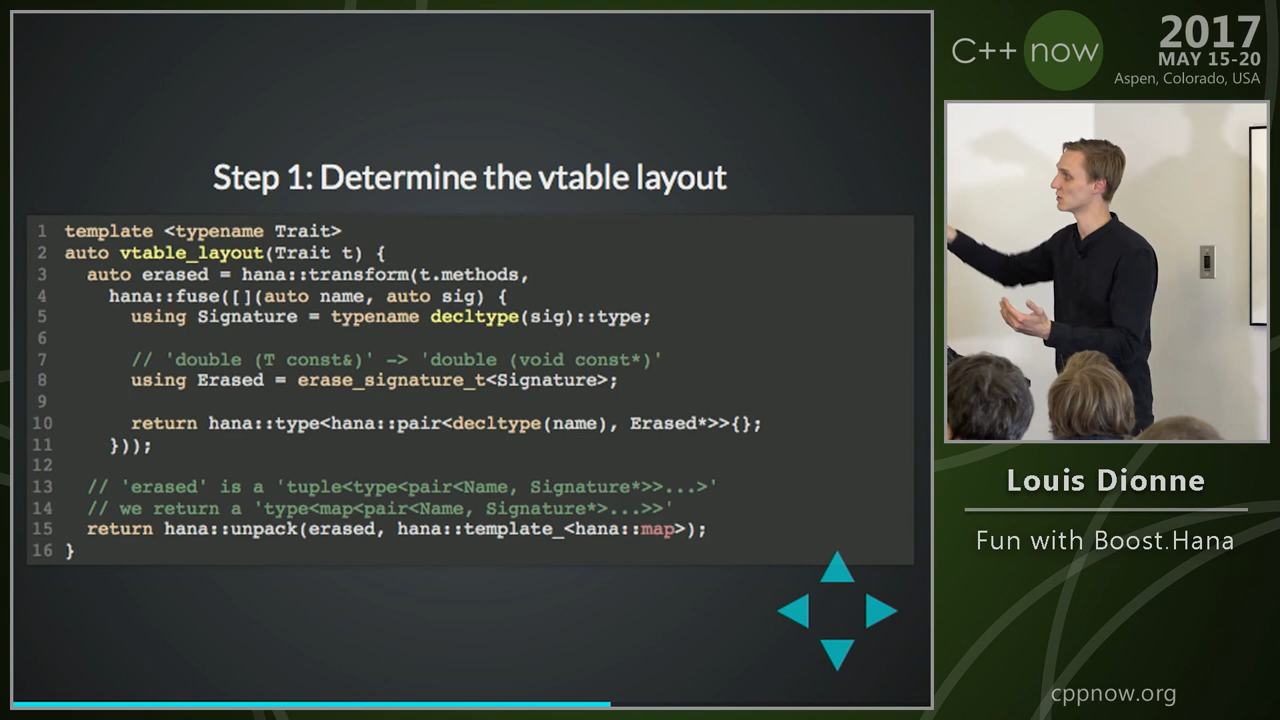 Step 1: Determine the vtable layout
1 template <typename Trait>
2 auto vtable_layout(Trait t) {
3   auto erased = hana::transform(t.methods,
4     hana::fuse([](auto name, auto sig) {
5       using Signature = typename decltype(sig)::type;
6
7       // 'double (T const&)' -> 'double (void const*)'
8       using Erased = erase_signature_t<Signature>;
9
10       return hana::type<hana::pair<decltype(name), Erased*>>{};
11     }));
12
13   // 'erased' is a 'tuple<type<pair<Name, Signature*>>...>'
14   // we return a 'type<map<pair<Name, Signature*>...>>'
15   return hana::unpack(erased, hana::template_<hana::map>);
16 }
C++ now
2017
MAY 15-20
Aspen, Colorado, USA
Louis Dionne
Fun with Boost.Hana
cppnow.org